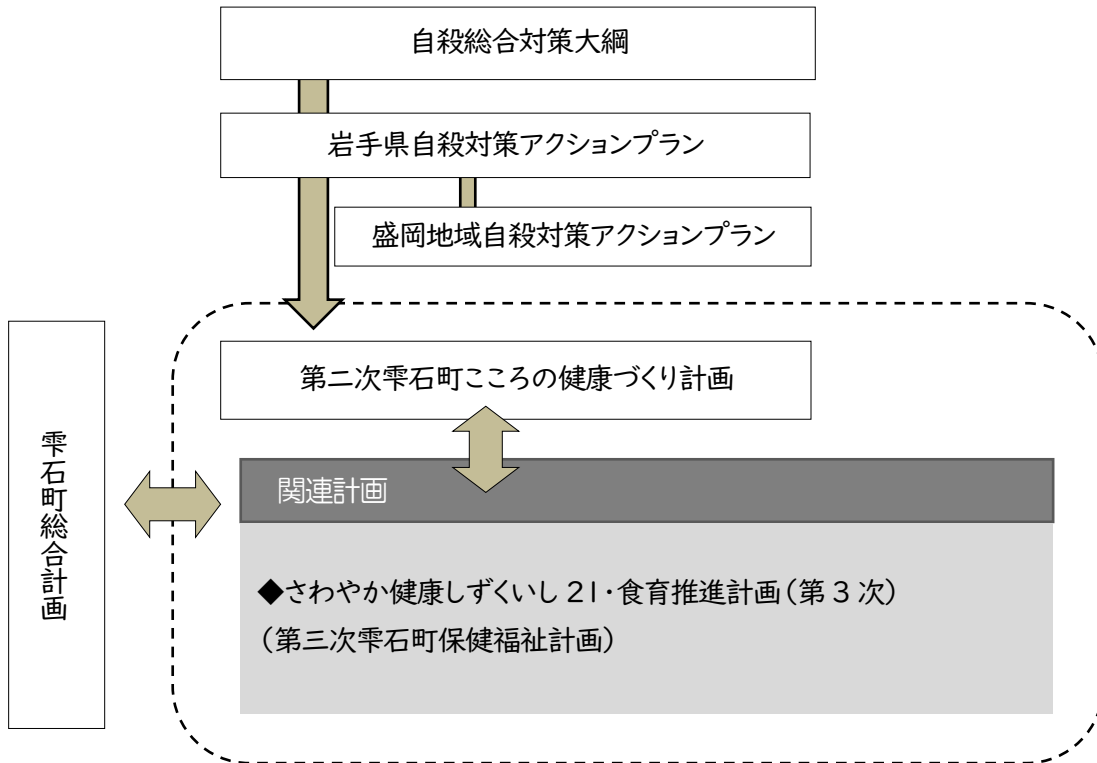 自殺総合対策大綱
岩手県自殺対策アクションプラン
盛岡地域自殺対策アクションプラン
第二次雫石町こころの健康づくり計画
雫石町総合計画
関連計画
◆さわやか健康しずくいし21・食育推進計画(第3次)
(第三次雫石町保健福祉計画)